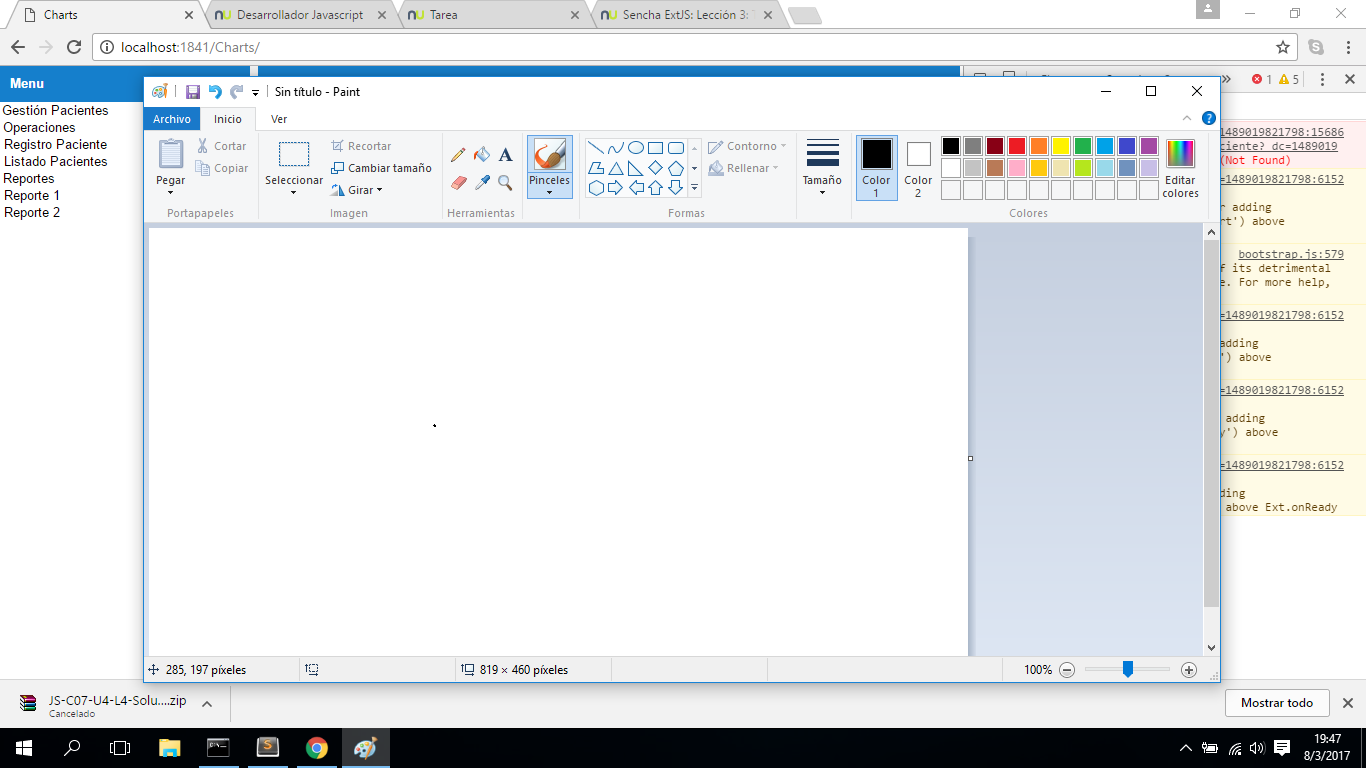 Charts
Desarrollador Javascript
Tarea
Sencha ExtJS: Lección 3:
localhost:1841/Charts/
Menu
1
5
Gestión Pacientes
Operaciones
Registro Paciente
Listado Pacientes
Reportes
Reporte 1
Reporte 2
Sin título - Paint
Archivo
Inicio
Ver
Pegar
Cortar
Copiar
Portapapeles
Seleccionar
Recortar
Cambiar tamaño
Girar
Imagen
A
Herramientas
Pinceles
Contorno
Rellenar
Formas
Tamaño
Color 1
Color 2
Editar colores
Colores
1489019821798:15686
ciente?_dc=1489019
(Not Found)
=1489019821798:6152
r adding
rt') above
bootstrap.js:579
f its detrimental
e. For more help,
=1489019821798:6152
adding
') above
=1489019821798:6152
adding
y') above
=1489019821798:6152
ding
above Ext.onReady
285, 197 píxeles
819 × 460 píxeles
100%
JS-C07-U4-L4-Solu....zip
Cancelado
Mostrar todo
19:47
8/3/2017